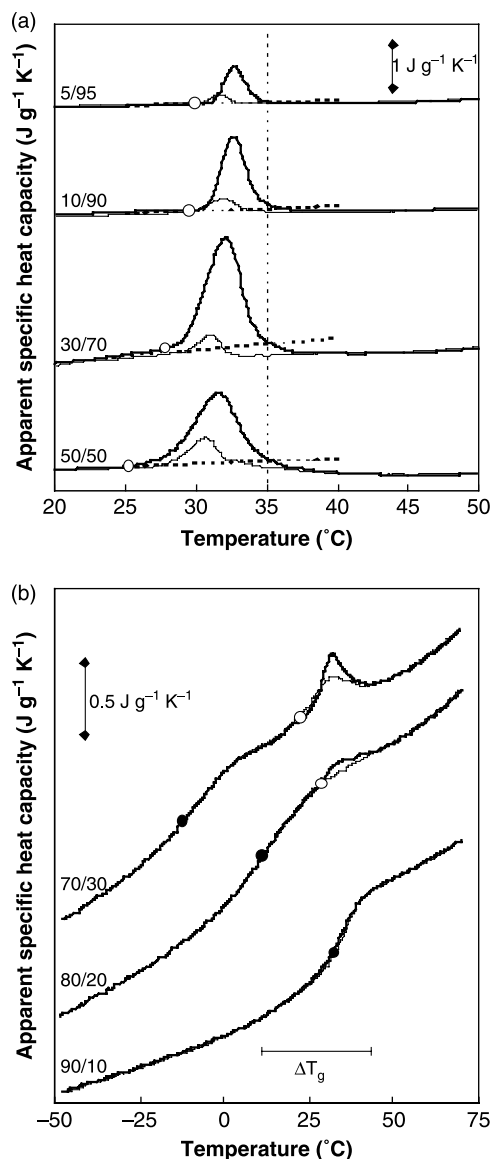 (a)
Apparent specific heat capacity (J g⁻¹ K⁻¹)
1 J g⁻¹ K⁻¹
5/95
10/90
30/70
50/50
20 25 30 35 40 45 50
Temperature (˚C)
(b)
Apparent specific heat capacity (J g⁻¹ K⁻¹)
0.5 J g⁻¹ K⁻¹
70/30
80/20
90/10
ΔTg
−50 −25 0 25 50 75
Temperature (˚C)